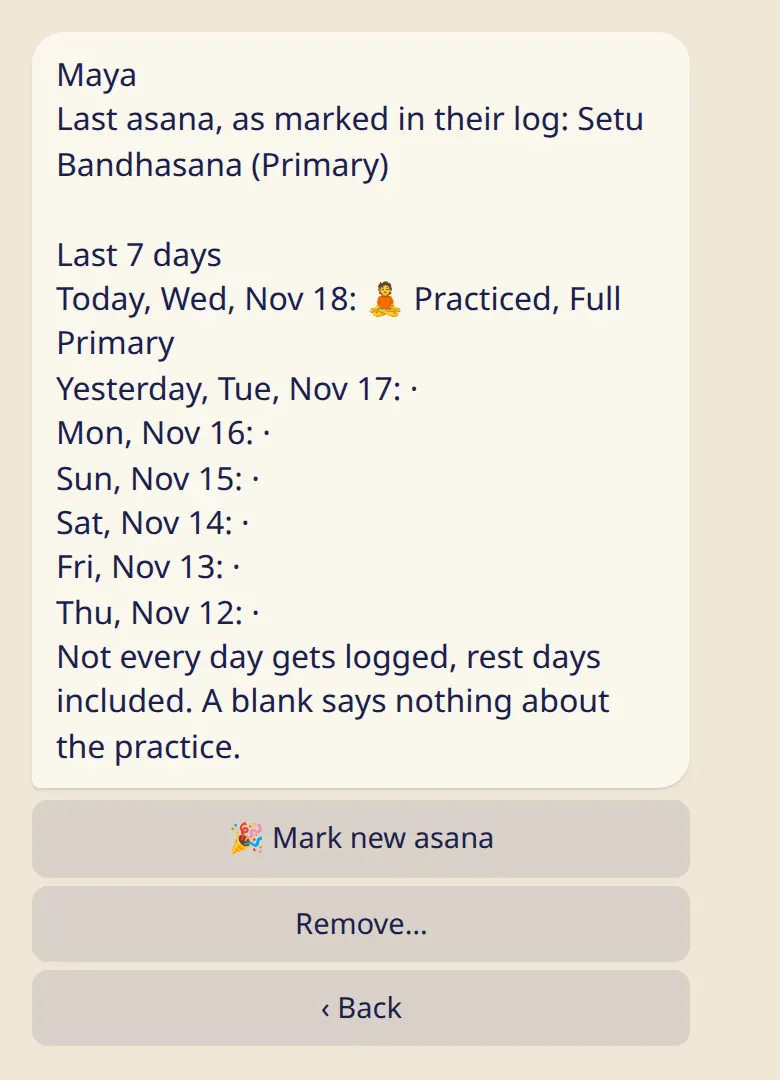 Maya
Last asana, as marked in their log: Setu
Bandhasana (Primary)
Last 7 days
Today, Wed, Nov 18: 🧘 Practiced, Full
Primary
Yesterday, Tue, Nov 17: ·
Mon, Nov 16: ·
Sun, Nov 15: ·
Sat, Nov 14: ·
Fri, Nov 13: ·
Thu, Nov 12: ·
Not every day gets logged, rest days
included. A blank says nothing about
the practice.
🎉 Mark new asana
Remove...
‹ Back